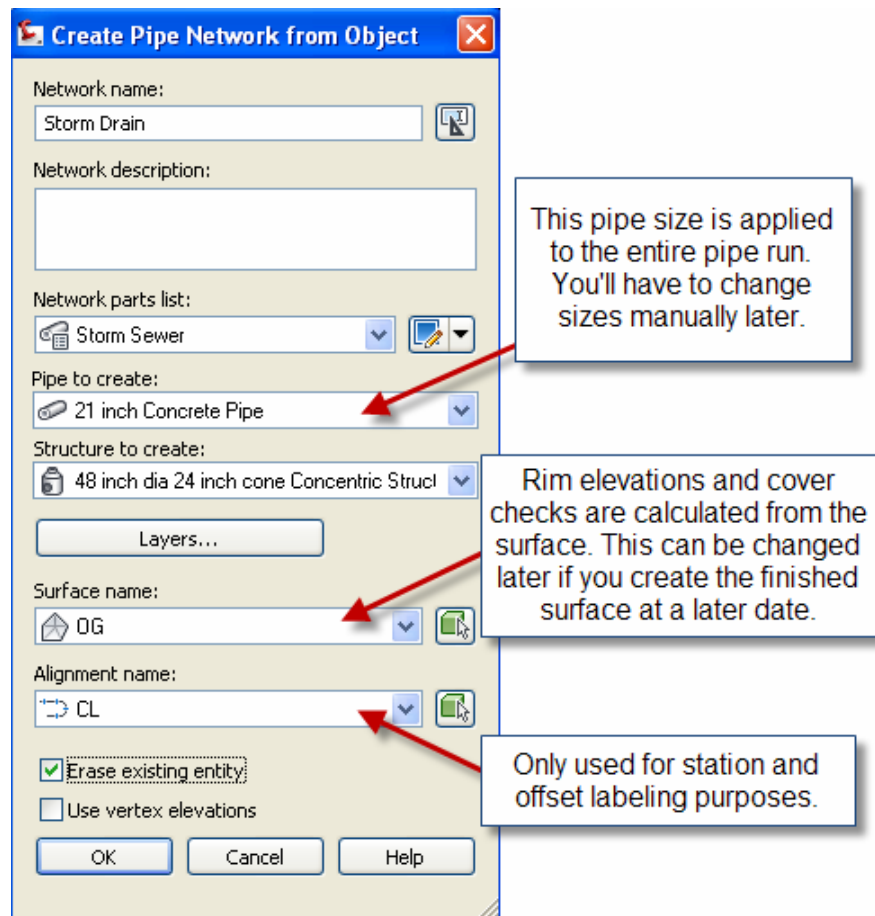 Create Pipe Network from Object
Network name:
Storm Drain
Network description:
This pipe size is applied
to the entire pipe run.
You'll have to change
sizes manually later.
Network parts list:
Storm Sewer
Pipe to create:
21 inch Concrete Pipe
Structure to create:
48 inch dia 24 inch cone Concentric Struct
Rim elevations and cover
checks are calculated from the
surface. This can be changed
later if you create the finished
surface at a later date.
Layers...
Surface name:
OG
Alignment name:
CL
Only used for station and
offset labeling purposes.
Erase existing entity
Use vertex elevations
OK Cancel Help